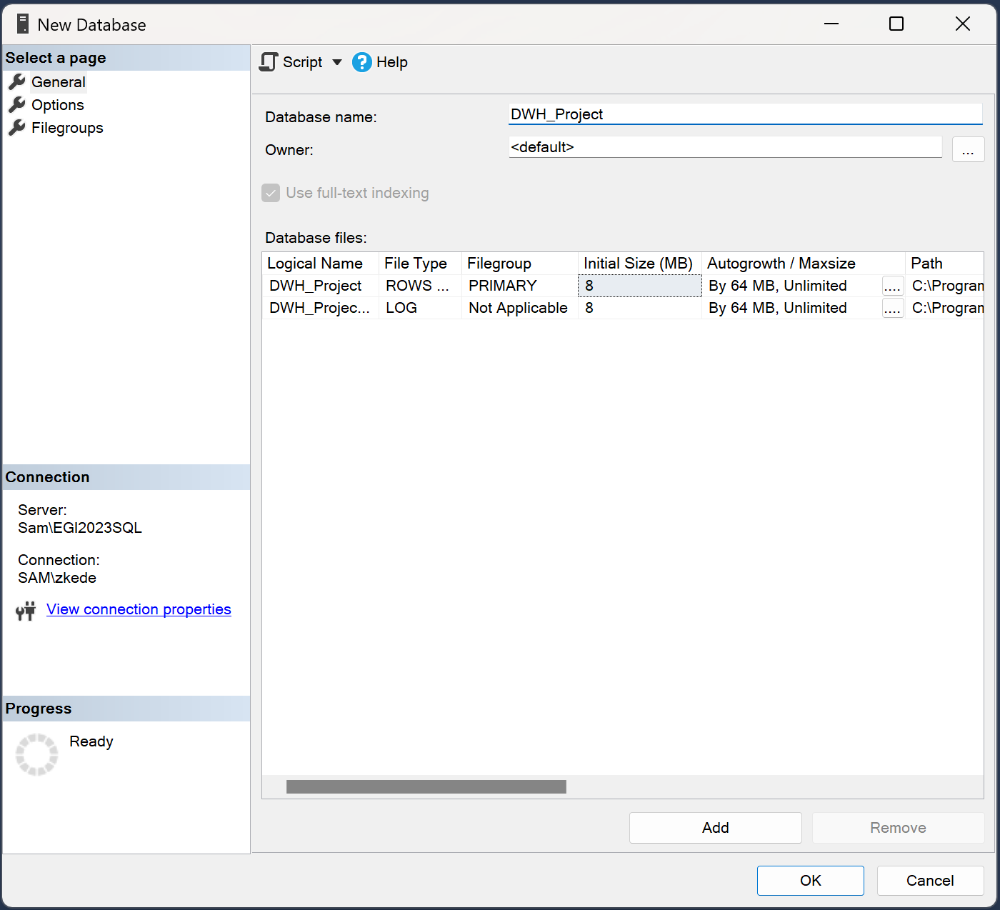 New Database
Select a page
General
Options
Filegroups
Script
Help
Database name:
DWH_Project
Owner:
<default>
...
Use full-text indexing
Database files:
Logical Name File Type Filegroup Initial Size (MB) Autogrowth / Maxsize Path
DWH_Project ROWS ... PRIMARY 8 By 64 MB, Unlimited .... C:\Program
DWH_Projec... LOG Not Applicable 8 By 64 MB, Unlimited .... C:\Program
Connection
Server:
Sam\EGI2023SQL
Connection:
SAM\zkede
View connection properties
Progress
Ready
Add
Remove
OK
Cancel